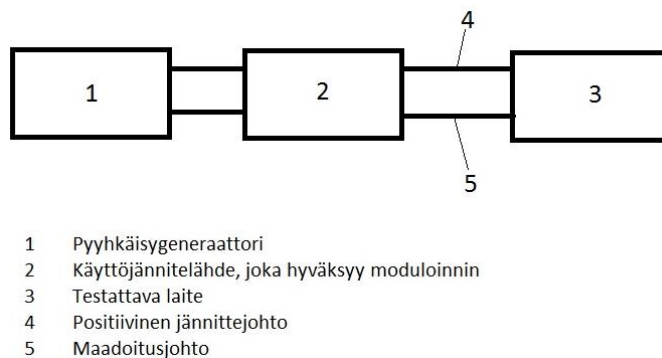 4
1
2
3
5
1 Pyyhkäisygeneraattori
2 Käyttöjännitelähde, joka hyväksyy moduloinnin
3 Testattava laite
4 Positiivinen jännittejohto
5 Maadoitusjohto